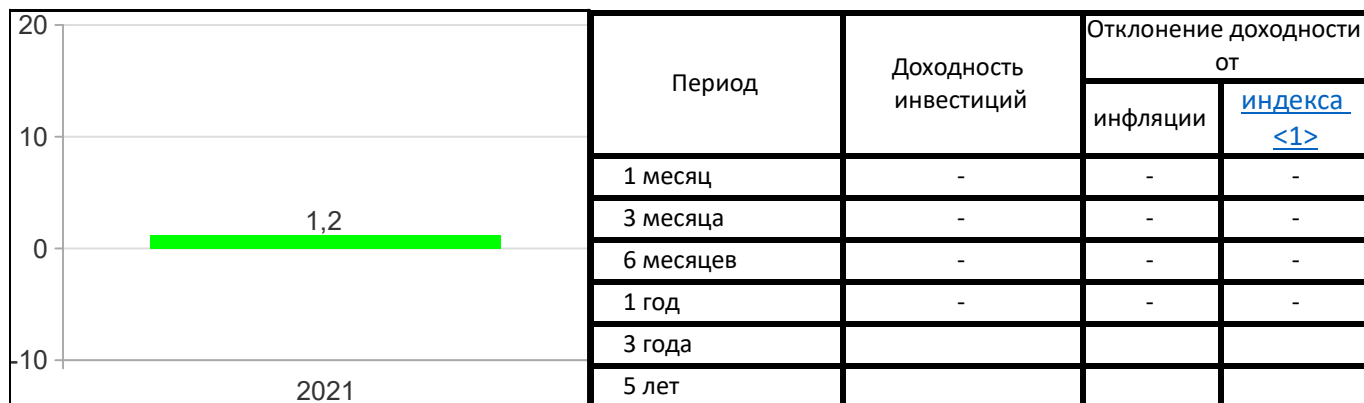 20
10
0
-10
1,2
2021
Период
Доходность
инвестиций
Отклонение доходности
от
инфляции
индекса
<1>
1 месяц - - -
3 месяца - - -
6 месяцев - - -
1 год - - -
3 года
5 лет